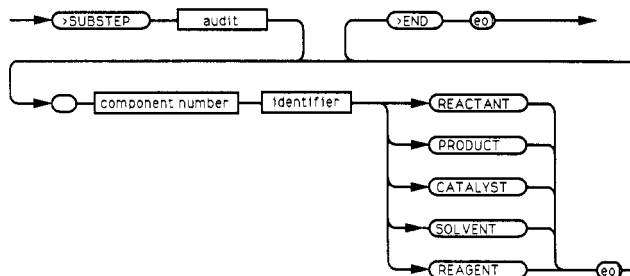 >SUBSTEP audit >END eo
component number identifier REACTANT
PRODUCT
CATALYST
SOLVENT
REAGENT eo